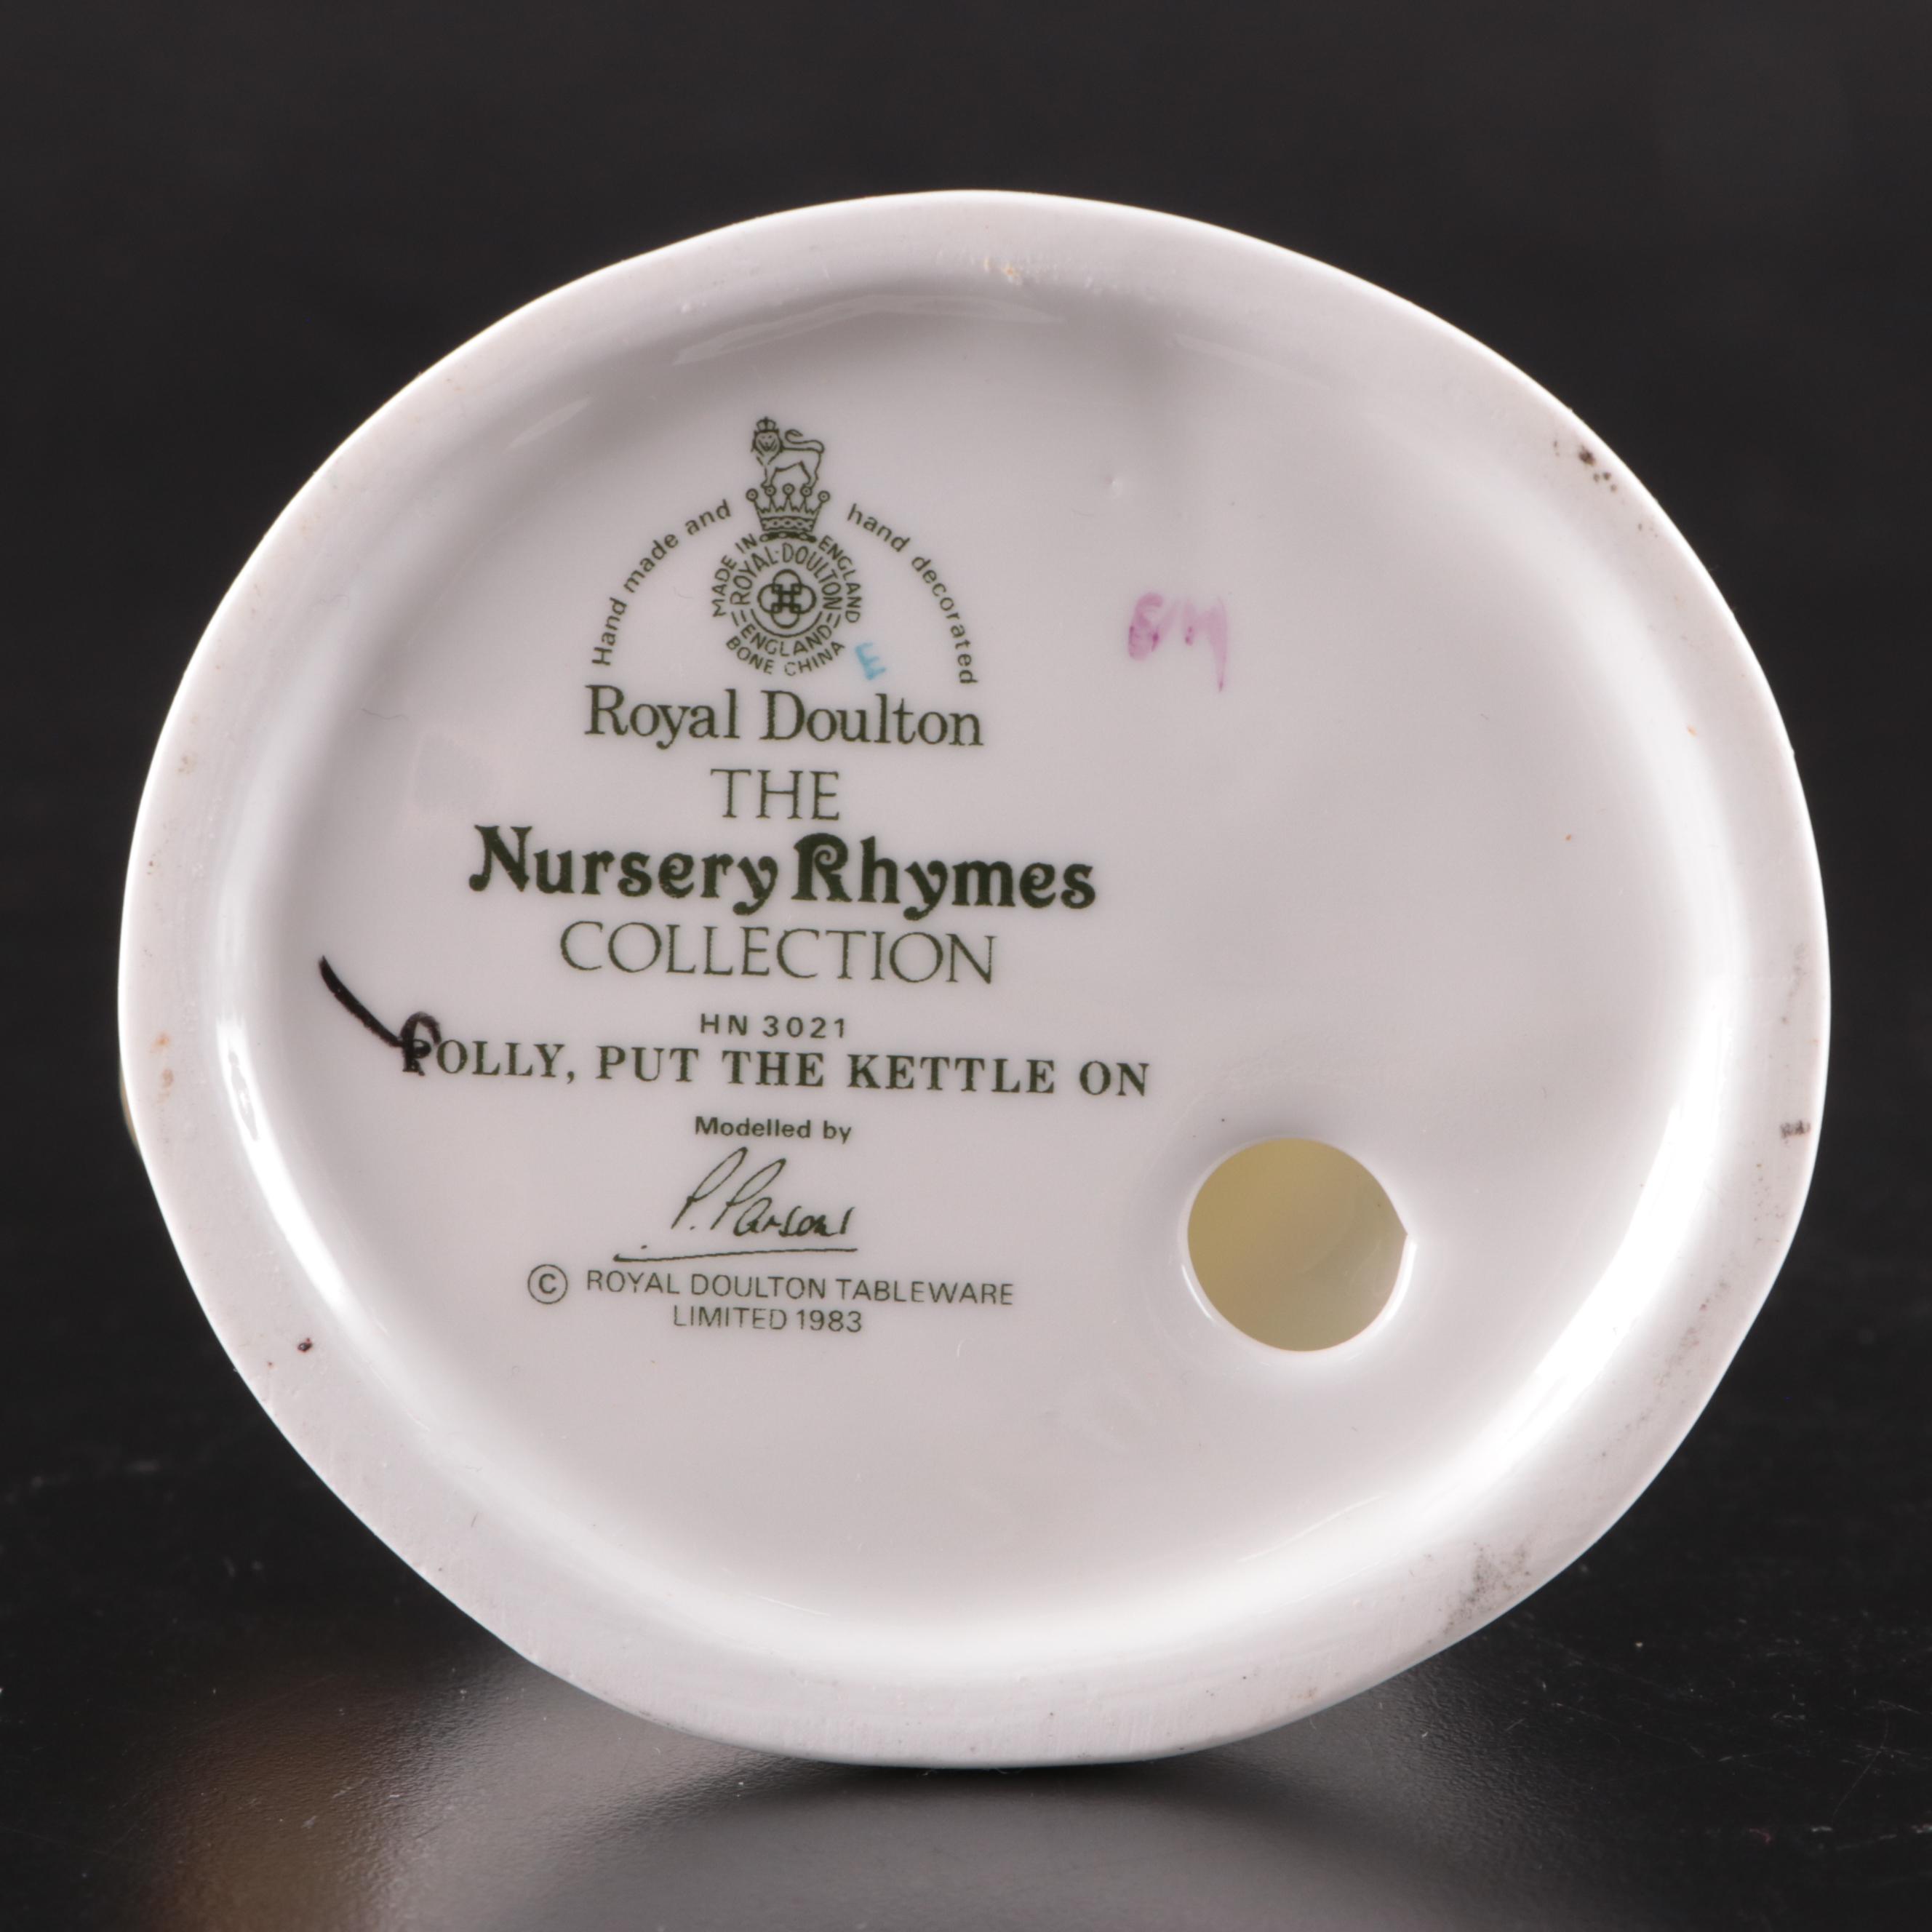 Hand made and hand decorated
MADE IN ENGLAND
ROYAL·DOULTON
ENGLAND
BONE CHINA
E
Royal Doulton
THE
Nursery Rhymes
COLLECTION
HN 3021
POLLY, PUT THE KETTLE ON
Modelled by
P. Parsons
© ROYAL DOULTON TABLEWARE
LIMITED 1983